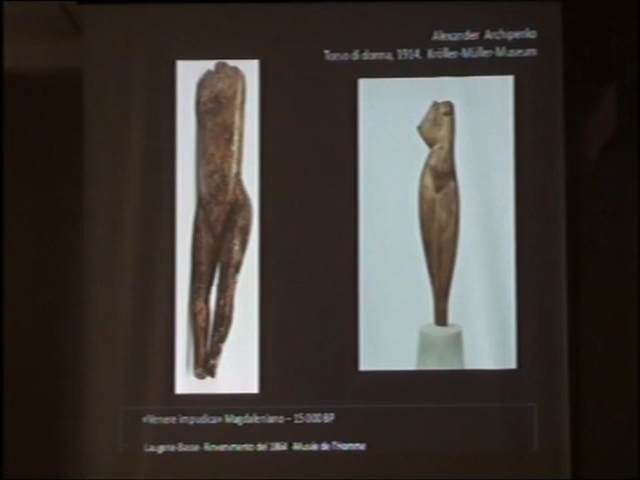 Alexander Archipenko
Torso di donna, 1914. Kröller-Müller-Museum
«Venere impudica» Magdaleniano – 15 000 BP
Laugerie-Basse- Rinvenimento del 1864 -Musée de l'Homme